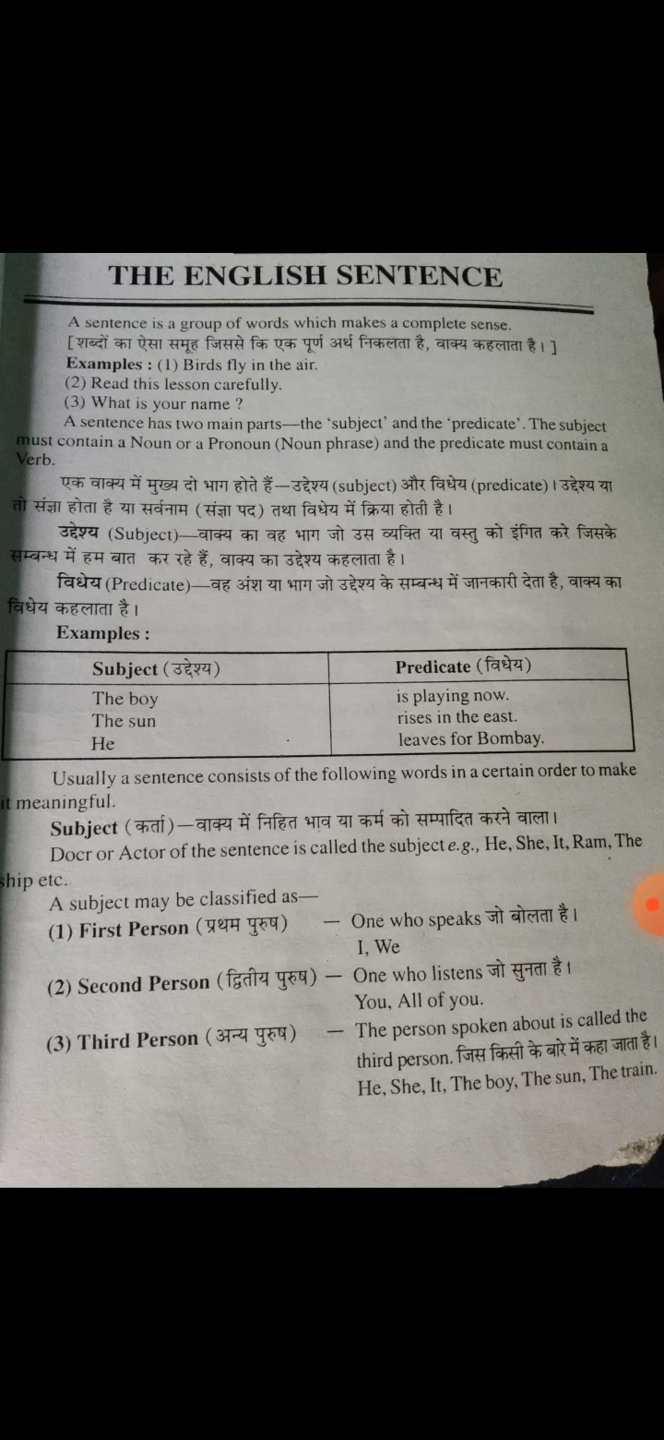 THE ENGLISH SENTENCE
A sentence is a group of words which makes a complete sense.
[शब्दों का ऐसा समूह जिससे कि एक पूर्ण अर्थ निकलता है, वाक्य कहलाता है। ]
Examples : (1) Birds fly in the air.
(2) Read this lesson carefully.
(3) What is your name ?
A sentence has two main parts—the ‘subject’ and the ‘predicate’. The subject
must contain a Noun or a Pronoun (Noun phrase) and the predicate must contain a
Verb.
एक वाक्य में मुख्य दो भाग होते हैं—उद्देश्य (subject) और विधेय (predicate)। उद्देश्य या
तो संज्ञा होता है या सर्वनाम (संज्ञा पद) तथा विधेय में क्रिया होती है।
उद्देश्य (Subject)—वाक्य का वह भाग जो उस व्यक्ति या वस्तु को इंगित करे जिसके
सम्बन्ध में हम बात कर रहे हैं, वाक्य का उद्देश्य कहलाता है।
विधेय (Predicate)—वह अंश या भाग जो उद्देश्य के सम्बन्ध में जानकारी देता है, वाक्य का
विधेय कहलाता है।
Examples :
Subject (उद्देश्य) Predicate (विधेय)
The boy is playing now.
The sun rises in the east.
He leaves for Bombay.
Usually a sentence consists of the following words in a certain order to make
it meaningful.
Subject (कर्ता)—वाक्य में निहित भाव या कर्म को सम्पादित करने वाला।
Docr or Actor of the sentence is called the subject e.g., He, She, It, Ram, The
ship etc.
A subject may be classified as—
(1) First Person (प्रथम पुरुष) — One who speaks जो बोलता है।
I, We
(2) Second Person (द्वितीय पुरुष) — One who listens जो सुनता है।
You, All of you.
(3) Third Person (अन्य पुरुष) — The person spoken about is called the
third person. जिस किसी के बारे में कहा जाता है।
He, She, It, The boy, The sun, The train.